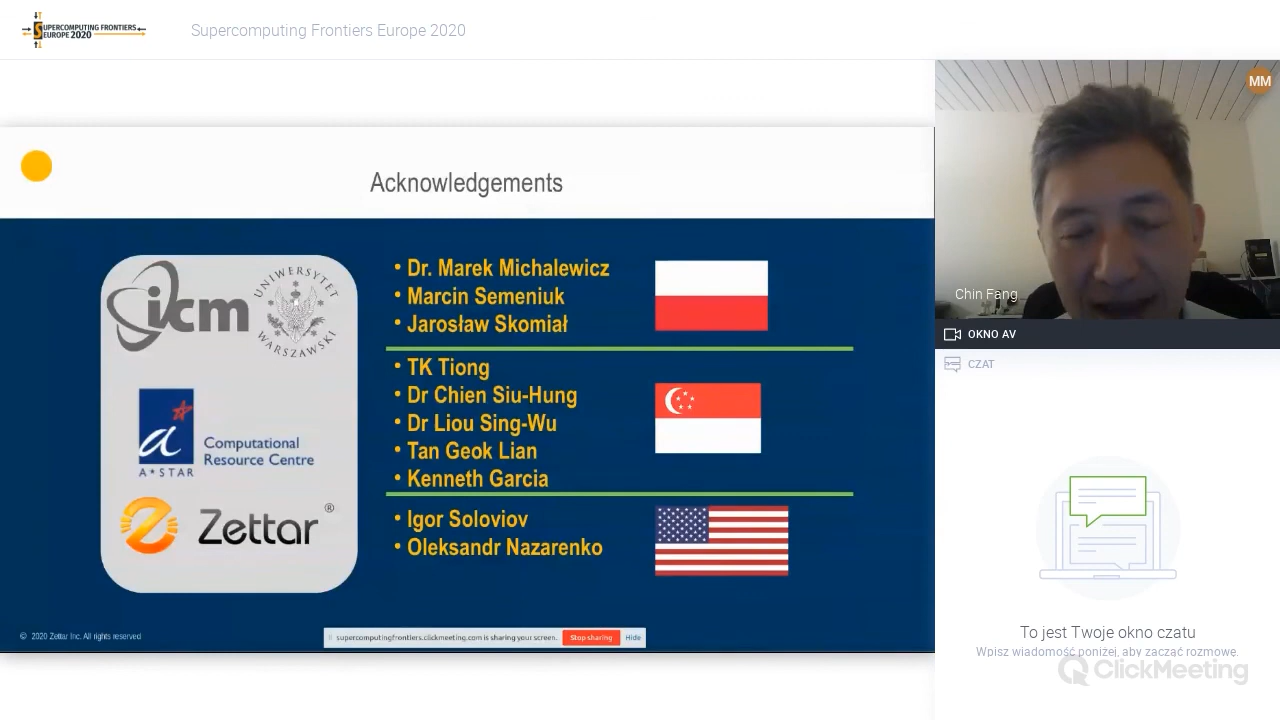 SUPERCOMPUTING FRONTIERS
EUROPE 2020
Supercomputing Frontiers Europe 2020
MM
Acknowledgements
icm
UNIWERSYTET
WARSZAWSKI
• Dr. Marek Michalewicz
• Marcin Semeniuk
• Jarosław Skomiał
• TK Tiong
• Dr Chien Siu-Hung
• Dr Liou Sing-Wu
• Tan Geok Lian
• Kenneth Garcia
a
A★STAR
Computational
Resource Centre
Zettar ®
• Igor Soloviov
• Oleksandr Nazarenko
© 2020 Zettar Inc. All rights reserved
supercomputingfrontiers.clickmeeting.com is sharing your screen. Stop sharing Hide
Chin Fang
OKNO AV
CZAT
To jest Twoje okno czatu
Wpisz wiadomość poniżej, aby zacząć rozmowę.
ClickMeeting